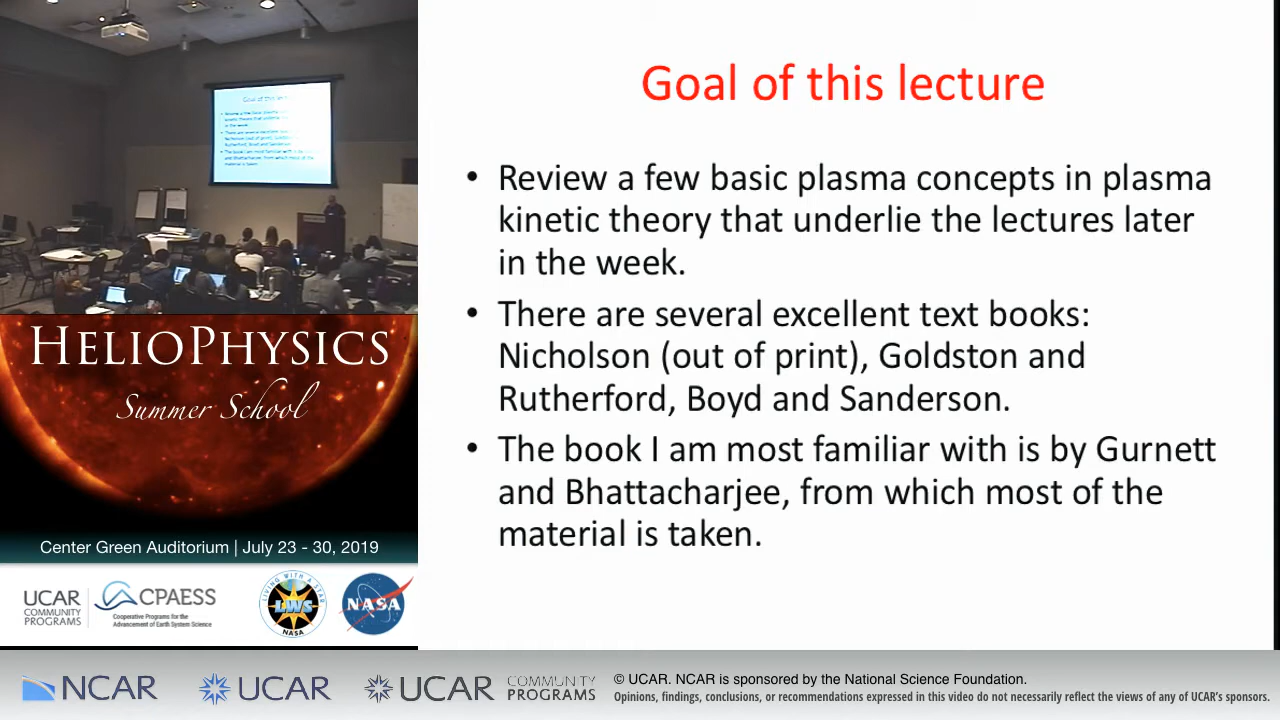 Goal of this lecture
• Review a few basic plasma concepts in plasma
kinetic theory that underlie the lectures later
in the week.
• There are several excellent text books:
Nicholson (out of print), Goldston and
Rutherford, Boyd and Sanderson.
• The book I am most familiar with is by Gurnett
and Bhattacharjee, from which most of the
material is taken.
HELIOPHYSICS
Summer School
Center Green Auditorium | July 23 - 30, 2019
UCAR
COMMUNITY
PROGRAMS
CPAESS
Cooperative Programs for the
Advancement of Earth System Science
LIVING WITH A STAR
LWS
NASA
NASA
NCAR
UCAR
UCAR
COMMUNITY
PROGRAMS
© UCAR. NCAR is sponsored by the National Science Foundation.
Opinions, findings, conclusions, or recommendations expressed in this video do not necessarily reflect the views of any of UCAR's sponsors.